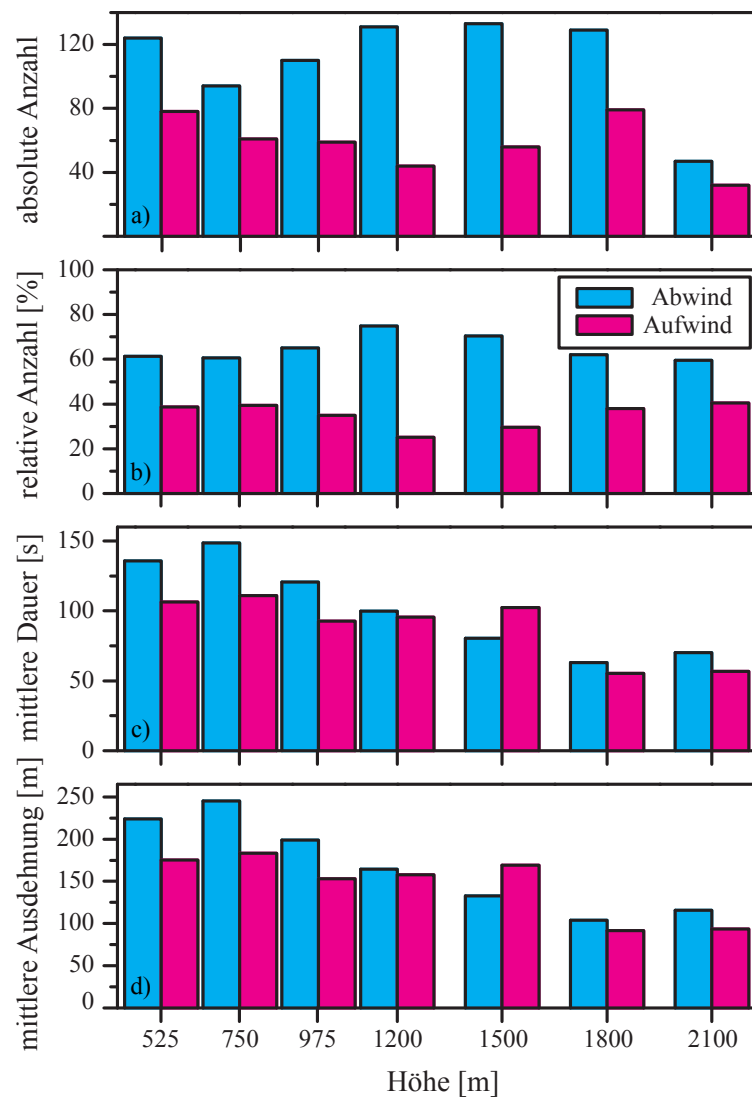 absolute Anzahl
120
80
40
a)
relative Anzahl [%]
100
80
60
40
20
0
b)
Abwind
Aufwind
mittlere Dauer [s]
150
100
50
0
c)
mittlere Ausdehnung [m]
250
200
150
100
50
0
d)
525 750 975 1200 1500 1800 2100
Höhe [m]